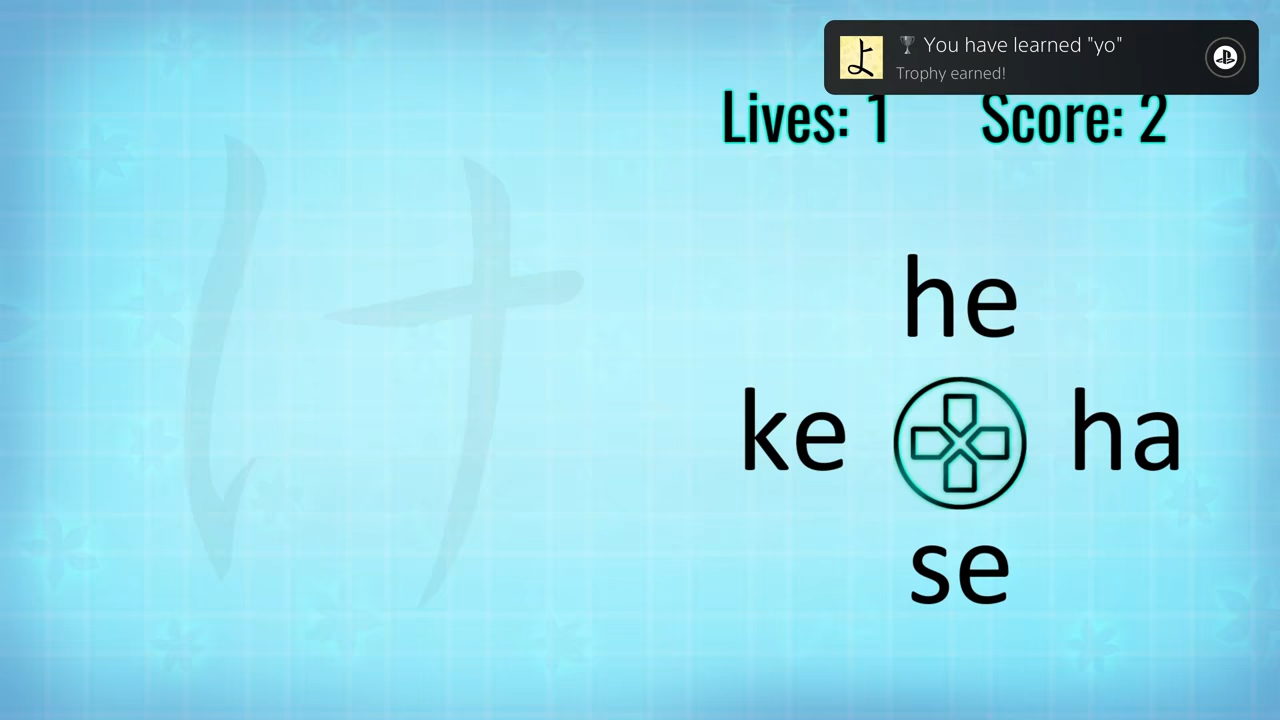 よ
🏆 You have learned "yo"
Trophy earned!
Lives: 1 Score: 2
け
he
ke ha
se